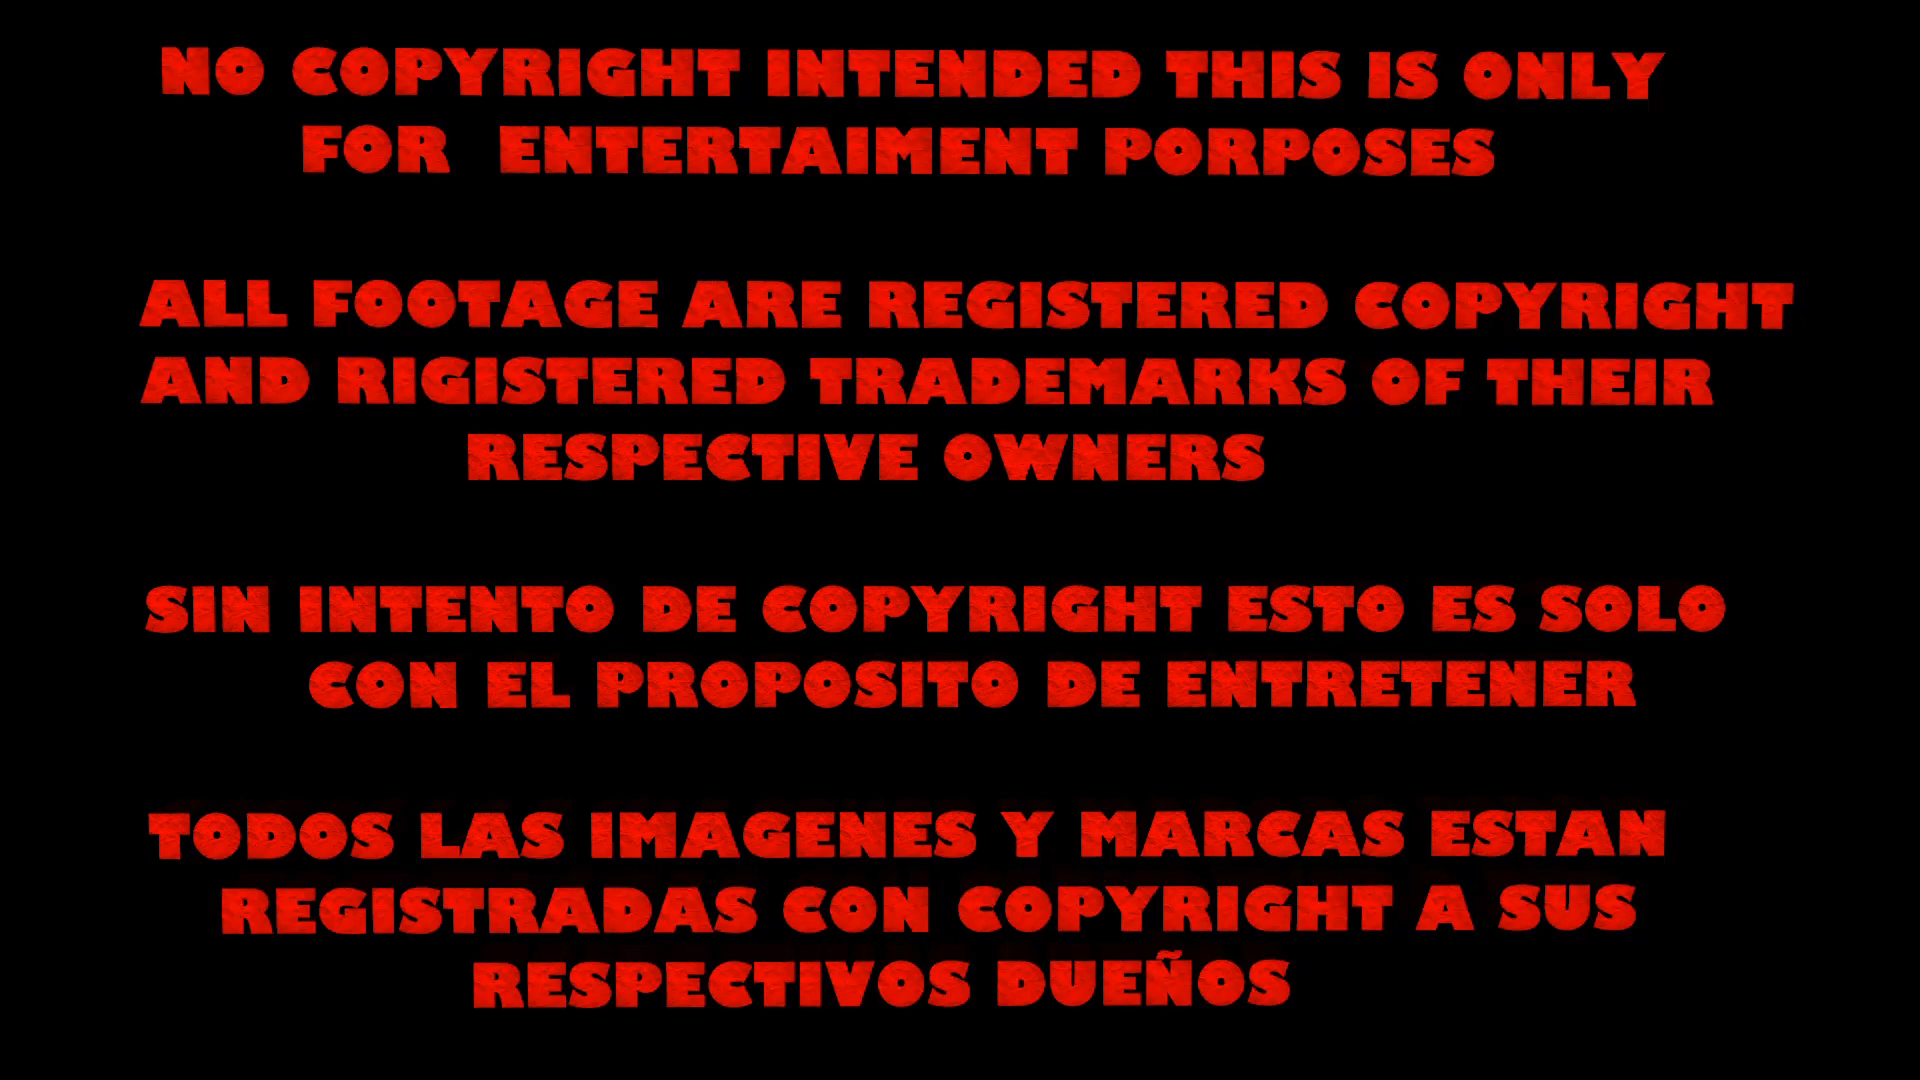 NO COPYRIGHT INTENDED THIS IS ONLY
FOR ENTERTAIMENT PORPOSES
ALL FOOTAGE ARE REGISTERED COPYRIGHT
AND RIGISTERED TRADEMARKS OF THEIR
RESPECTIVE OWNERS
SIN INTENTO DE COPYRIGHT ESTO ES SOLO
CON EL PROPOSITO DE ENTRETENER
TODOS LAS IMAGENES Y MARCAS ESTAN
REGISTRADAS CON COPYRIGHT A SUS
RESPECTIVOS DUEÑOS